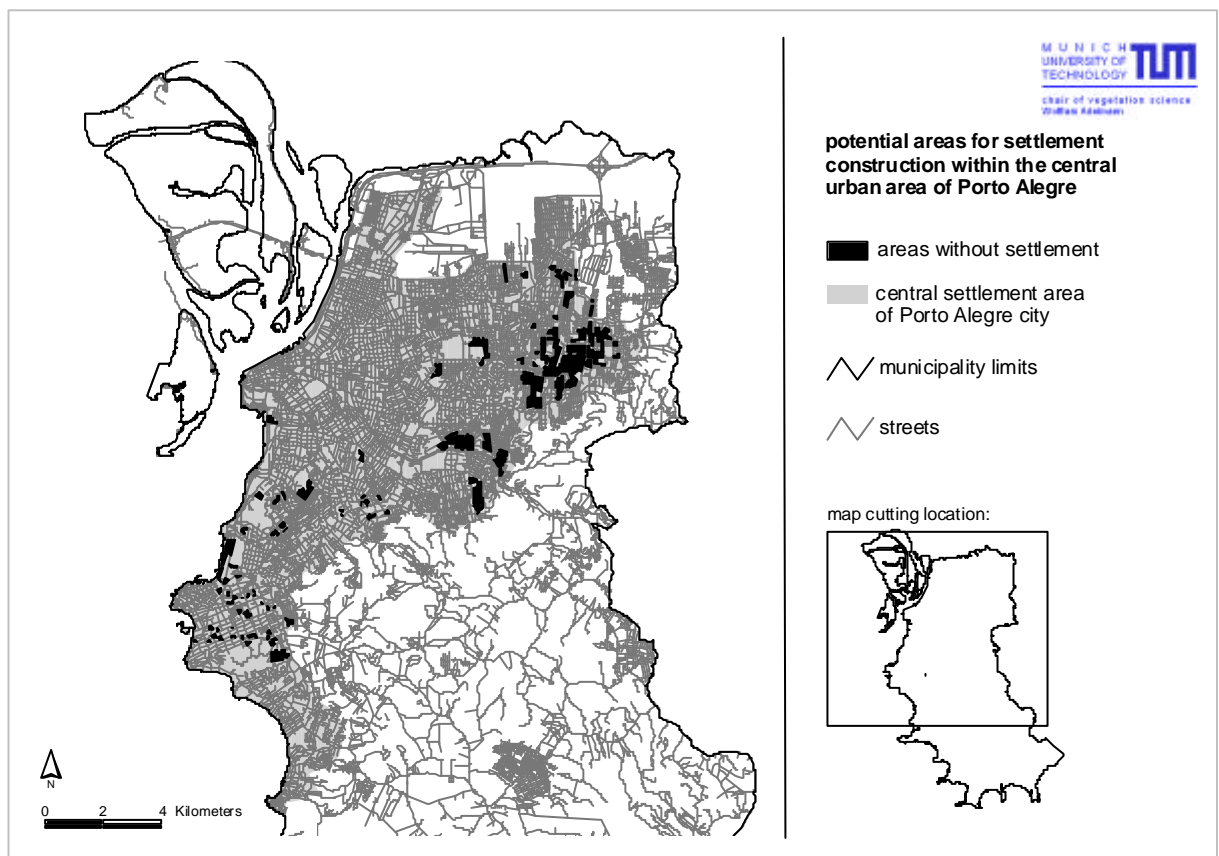 MUNICH
UNIVERSITY OF
TECHNOLOGY
TUM
chair of vegetation science
potential areas for settlement
construction within the central
urban area of Porto Alegre
areas without settlement
central settlement area
of Porto Alegre city
municipality limits
streets
map cutting location:
N
0 2 4 Kilometers